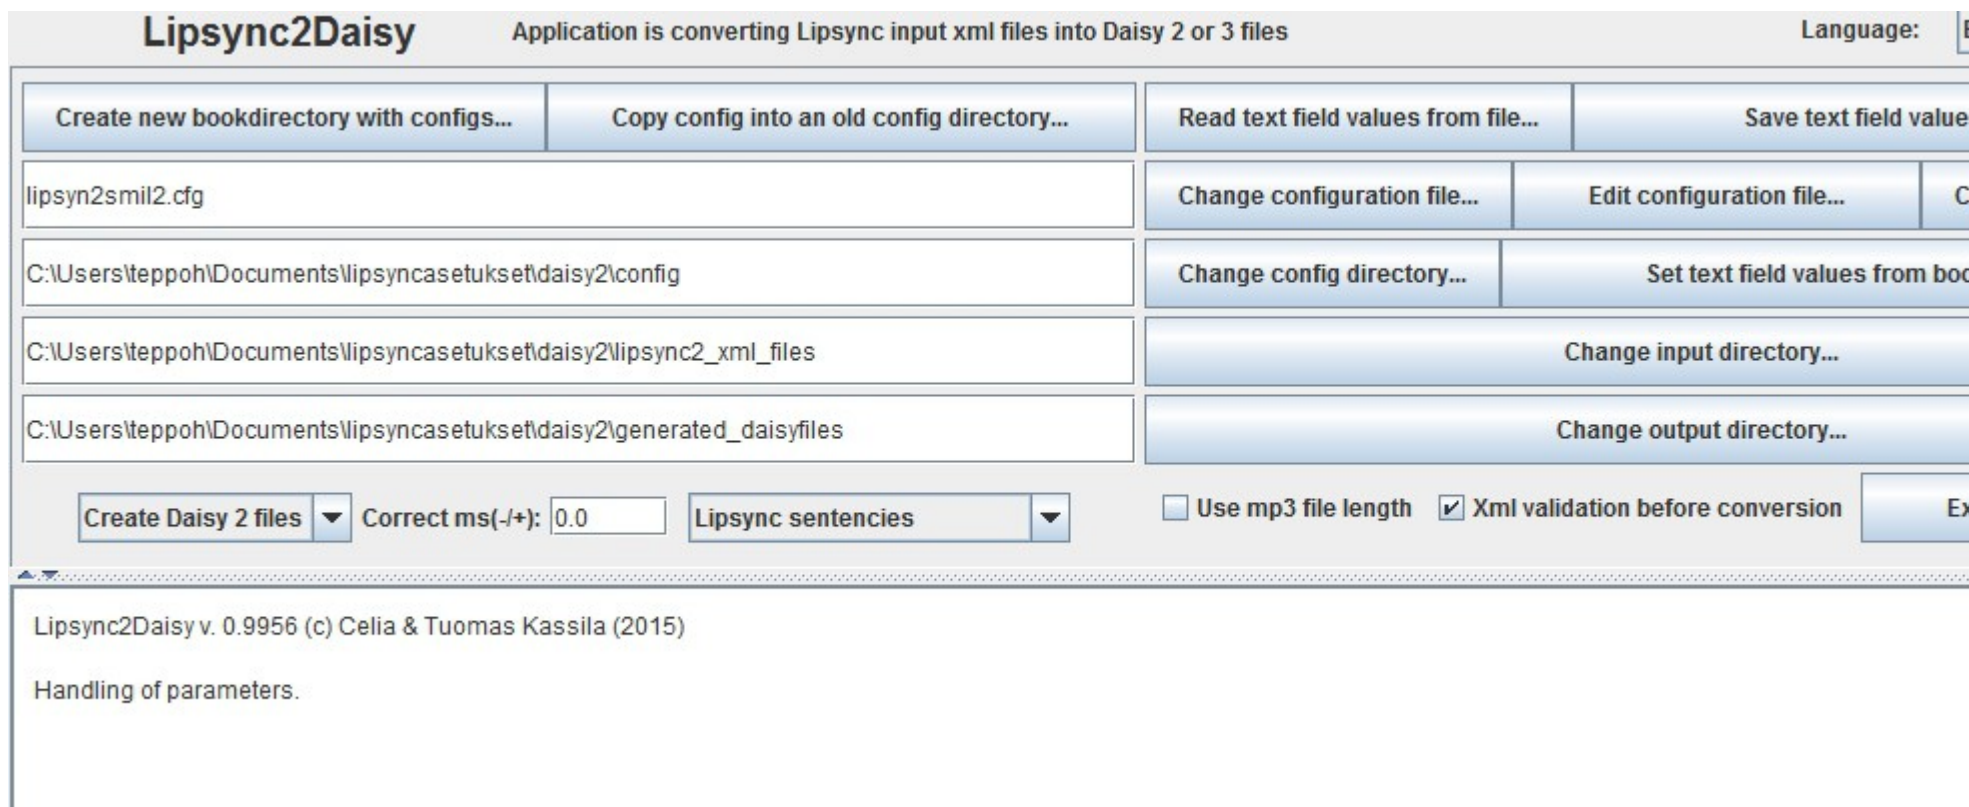 Lipsync2Daisy Application is converting Lipsync input xml files into Daisy 2 or 3 files Language:
Create new bookdirectory with configs... Copy config into an old config directory... Read text field values from file... Save text field value
lipsyn2smil2.cfg Change configuration file... Edit configuration file...
C:\Users\teppoh\Documents\lipsyncasetukset\daisy2\config Change config directory... Set text field values from boo
C:\Users\teppoh\Documents\lipsyncasetukset\daisy2\lipsync2_xml_files Change input directory...
C:\Users\teppoh\Documents\lipsyncasetukset\daisy2\generated_daisyfiles Change output directory...
Create Daisy 2 files Correct ms(-/+): 0.0 Lipsync sentencies Use mp3 file length Xml validation before conversion Ex
Lipsync2Daisy v. 0.9956 (c) Celia & Tuomas Kassila (2015)
Handling of parameters.